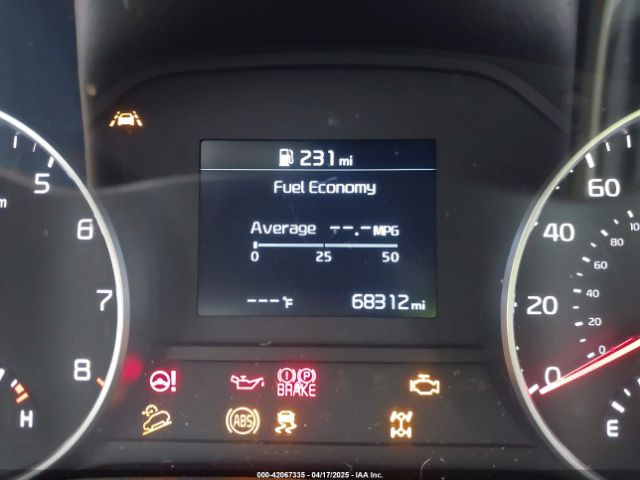 231 mi
Fuel Economy
Average --.- MPG
0 25 50
---°F 68312 mi
5
6
7
8
H
60
40
20
0
80
60
40
20
0
E
BRAKE
P
ABS
000-42067335 - 04/17/2025 - IAA Inc.